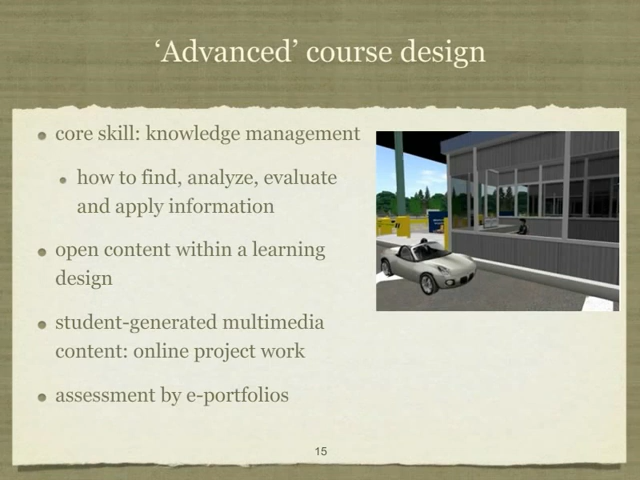 ‘Advanced’ course design
core skill: knowledge management
how to find, analyze, evaluate
and apply information
open content within a learning
design
student-generated multimedia
content: online project work
assessment by e-portfolios
15